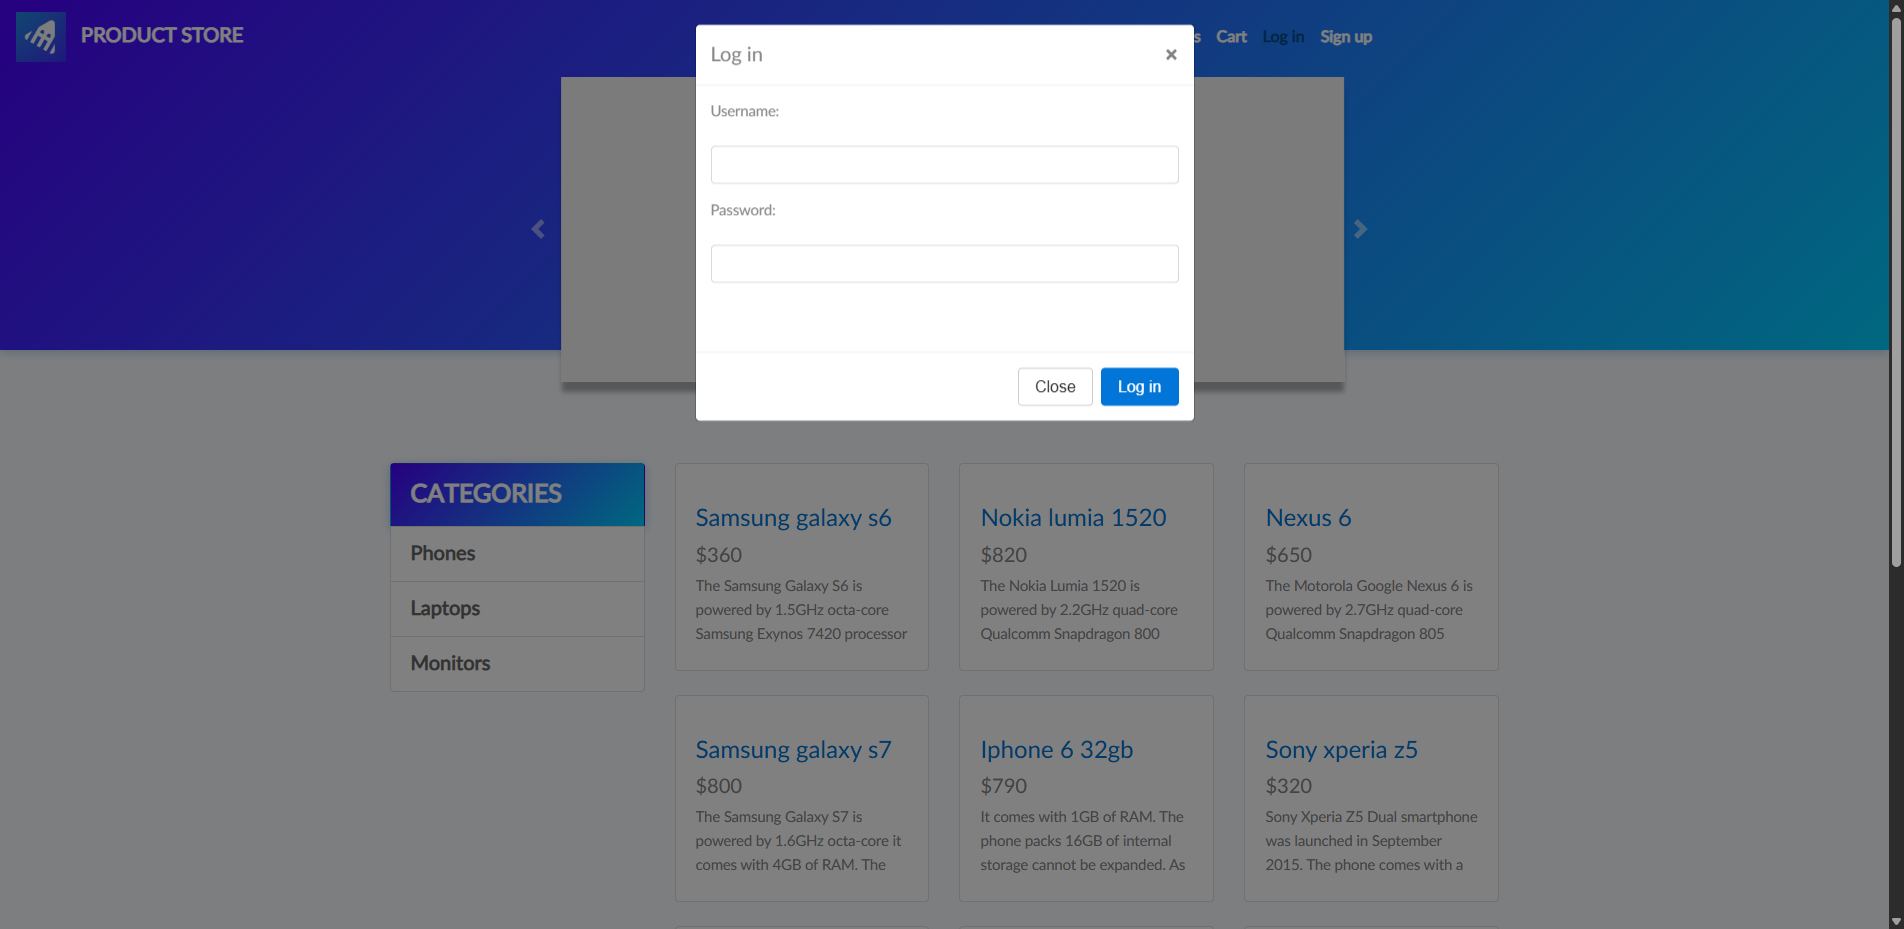 PRODUCT STORE
s Cart Log in Sign up
Log in ×
Username:
Password:
Close Log in
CATEGORIES
Phones
Laptops
Monitors
Samsung galaxy s6
$360
The Samsung Galaxy S6 is
powered by 1.5GHz octa-core
Samsung Exynos 7420 processor
Nokia lumia 1520
$820
The Nokia Lumia 1520 is
powered by 2.2GHz quad-core
Qualcomm Snapdragon 800
Nexus 6
$650
The Motorola Google Nexus 6 is
powered by 2.7GHz quad-core
Qualcomm Snapdragon 805
Samsung galaxy s7
$800
The Samsung Galaxy S7 is
powered by 1.6GHz octa-core it
comes with 4GB of RAM. The
Iphone 6 32gb
$790
It comes with 1GB of RAM. The
phone packs 16GB of internal
storage cannot be expanded. As
Sony xperia z5
$320
Sony Xperia Z5 Dual smartphone
was launched in September
2015. The phone comes with a